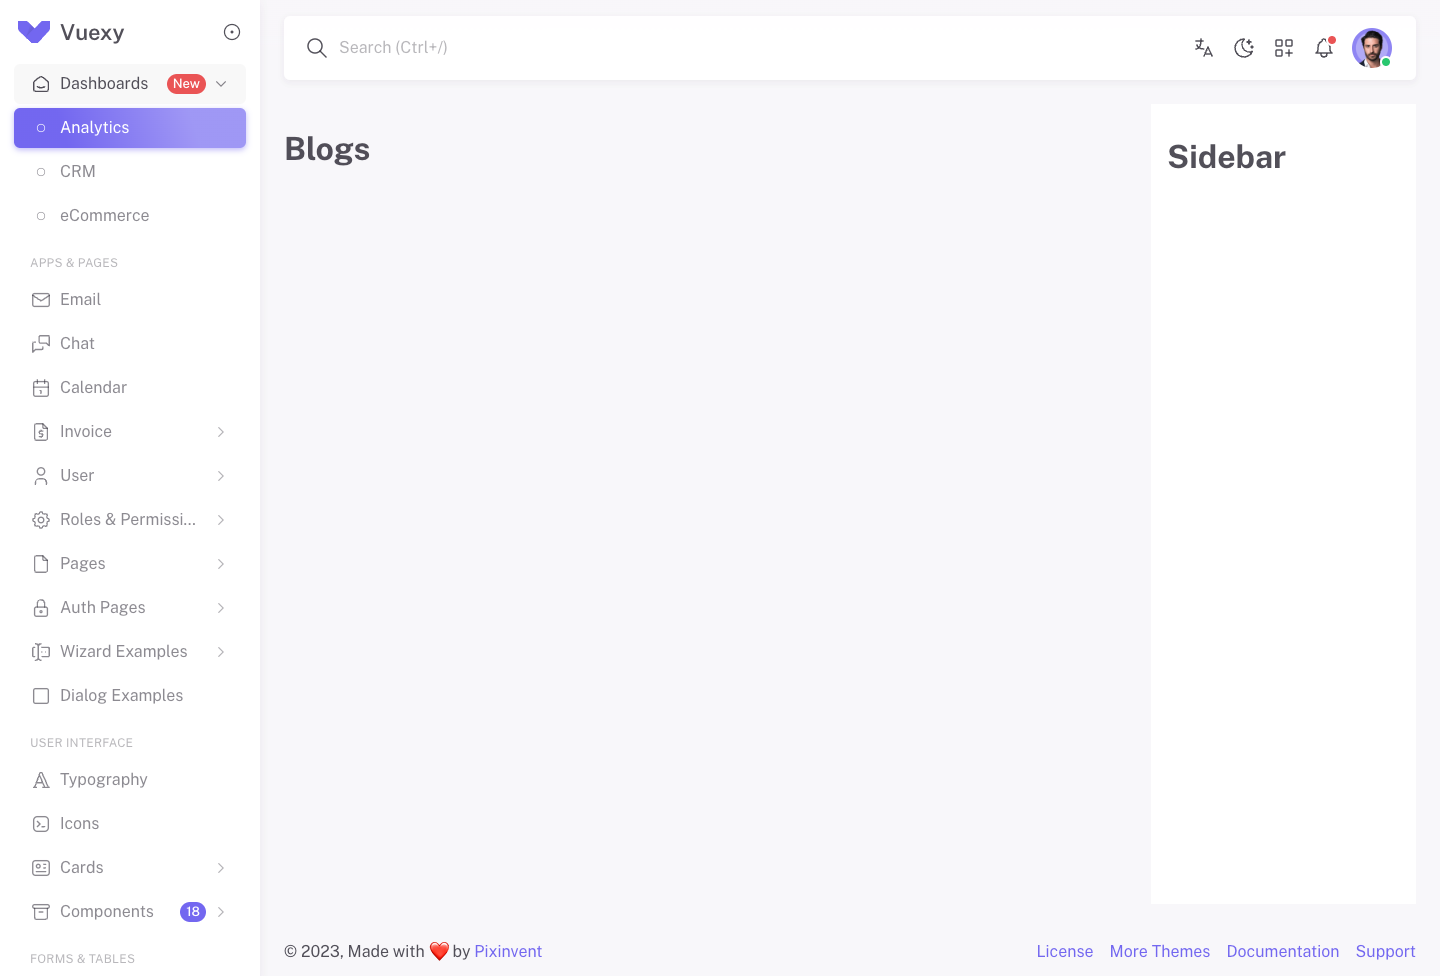 Vuexy
Search (Ctrl+/)
Dashboards New
Analytics
CRM
eCommerce
APPS & PAGES
Email
Chat
Calendar
Invoice
User
Roles & Permissi...
Pages
Auth Pages
Wizard Examples
Dialog Examples
USER INTERFACE
Typography
Icons
Cards
Components 18
FORMS & TABLES
Blogs
Sidebar
© 2023, Made with ❤️ by Pixinvent
License More Themes Documentation Support